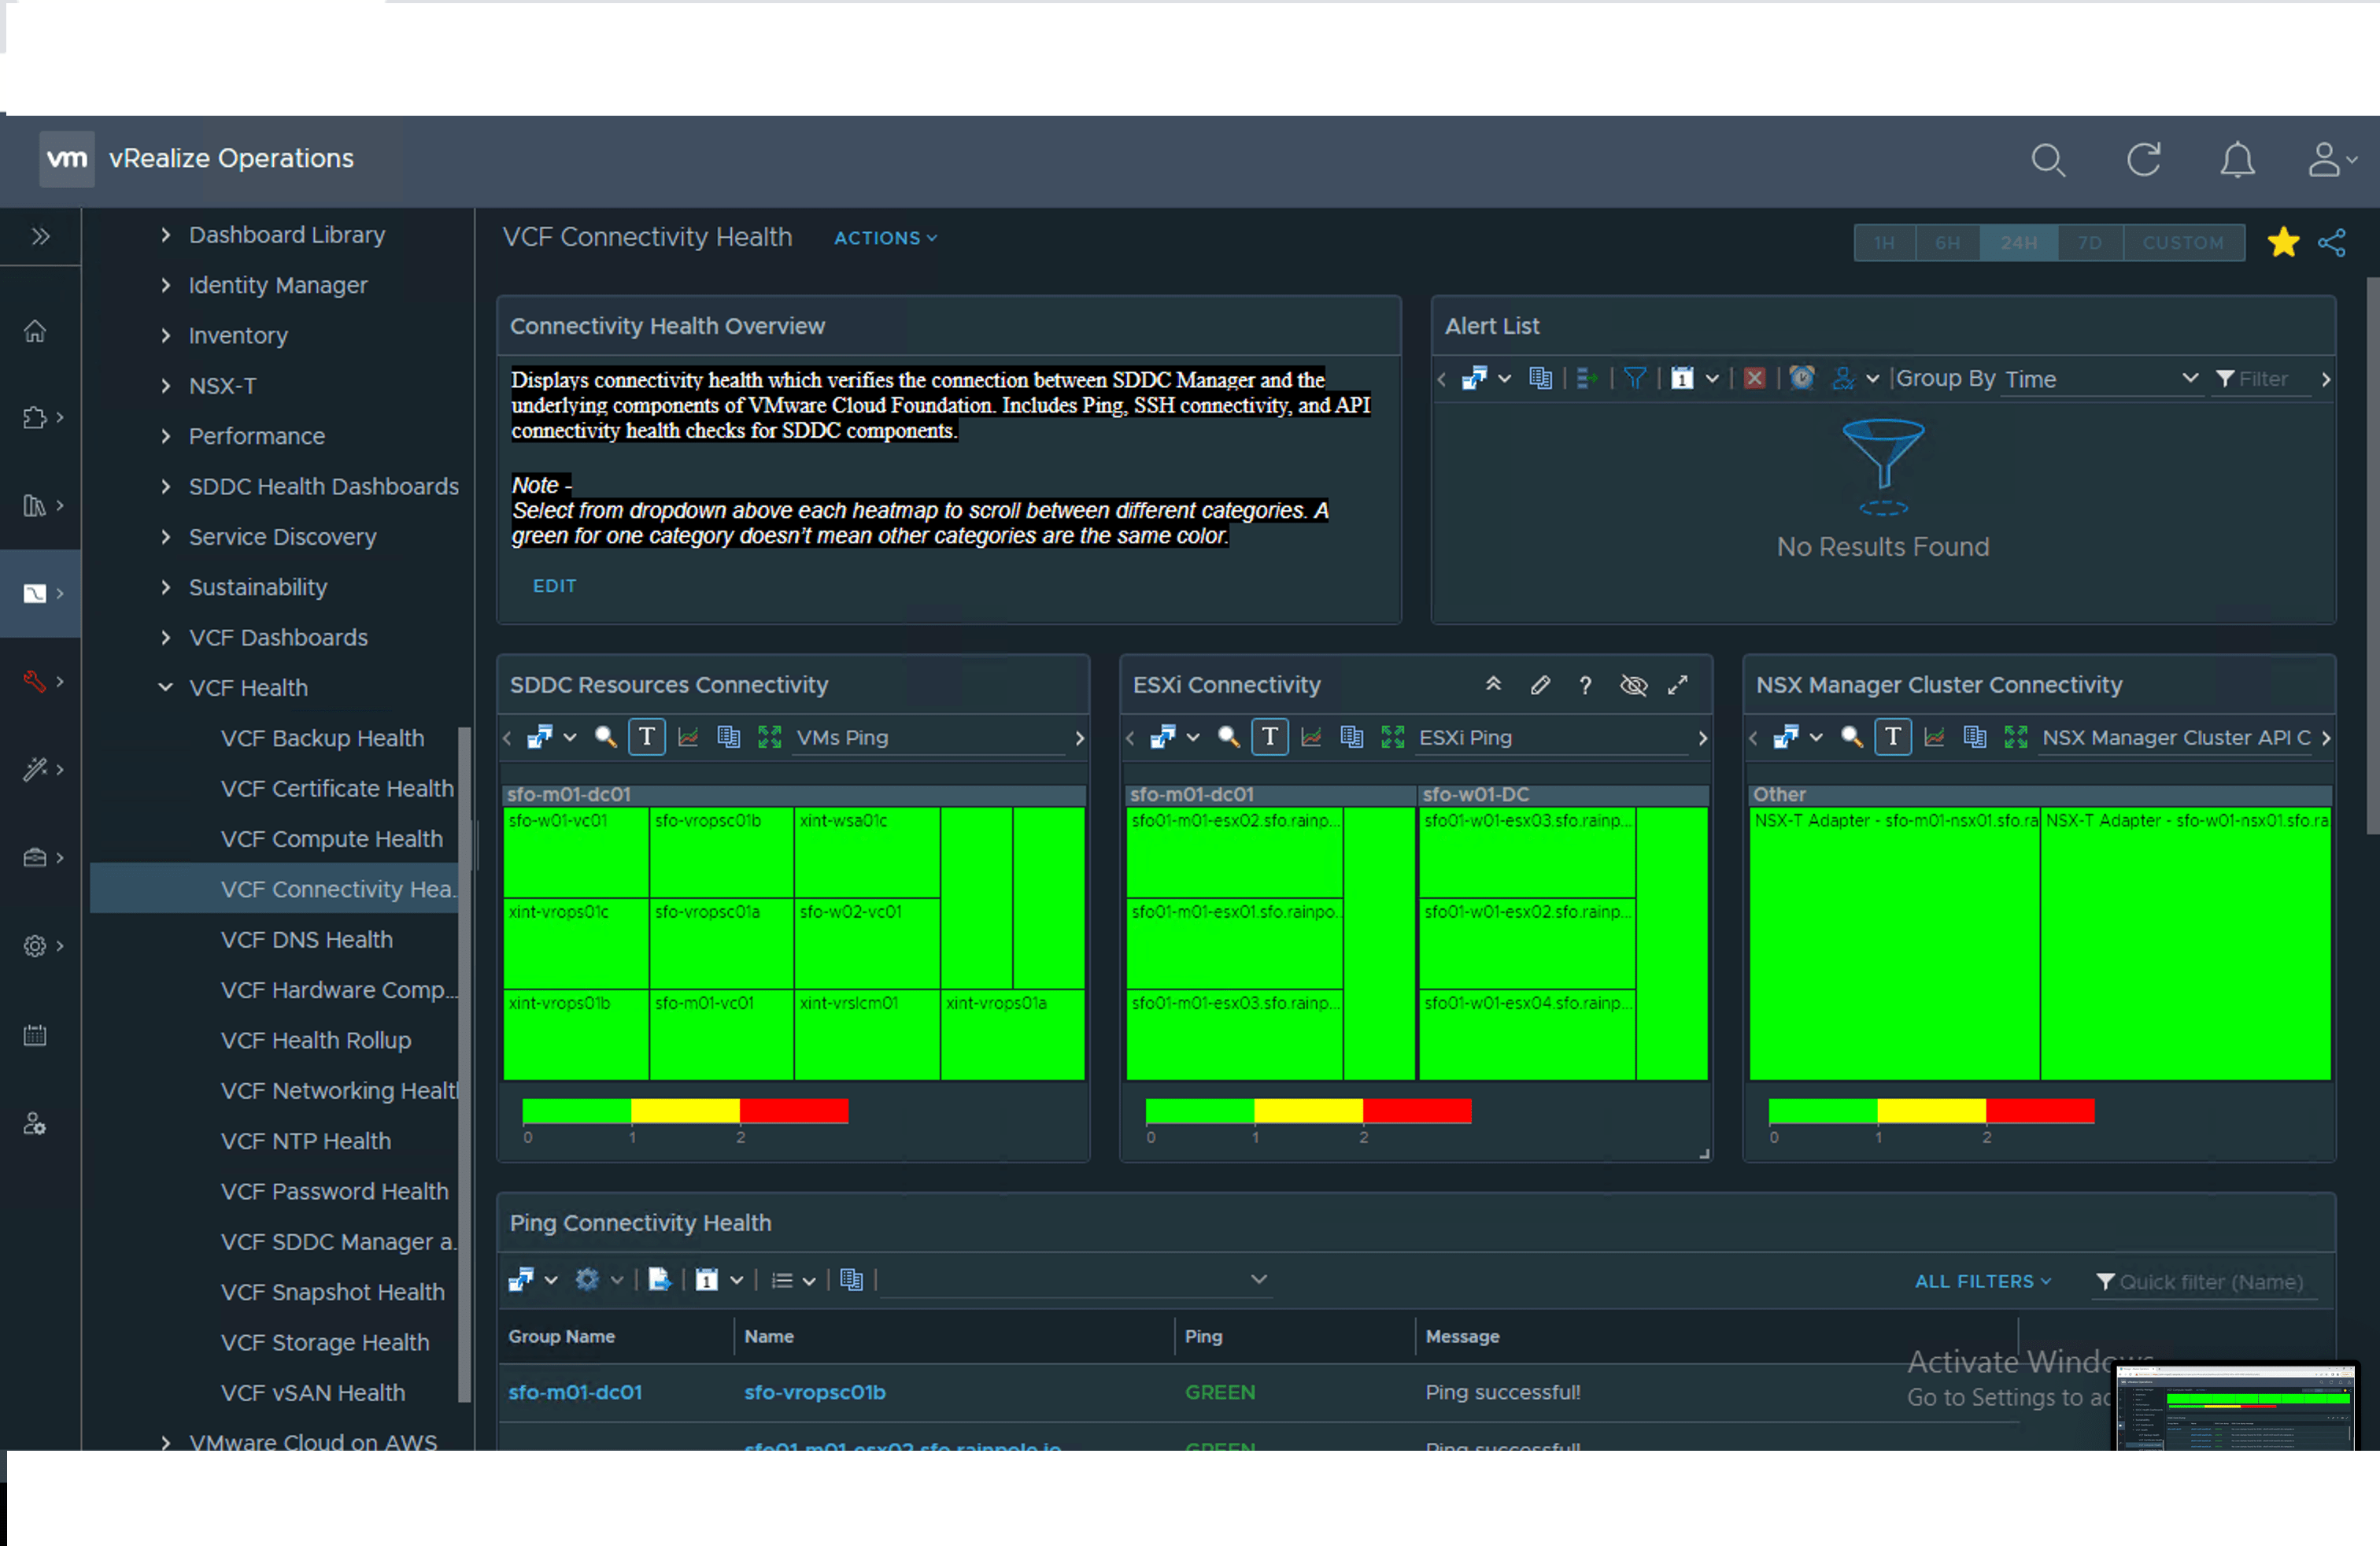 vm vRealize Operations
Dashboard Library
Identity Manager
Inventory
NSX-T
Performance
SDDC Health Dashboards
Service Discovery
Sustainability
VCF Dashboards
VCF Health
VCF Backup Health
VCF Certificate Health
VCF Compute Health
VCF Connectivity Hea..
VCF DNS Health
VCF Hardware Comp...
VCF Health Rollup
VCF Networking Healt
VCF NTP Health
VCF Password Health
VCF SDDC Manager a..
VCF Snapshot Health
VCF Storage Health
VCF vSAN Health
VMware Cloud on AWS
VCF Connectivity Health ACTIONS
1H 6H 24H 7D CUSTOM
Connectivity Health Overview
Displays connectivity health which verifies the connection between SDDC Manager and the
underlying components of VMware Cloud Foundation. Includes Ping, SSH connectivity, and API
connectivity health checks for SDDC components.
Note -
Select from dropdown above each heatmap to scroll between different categories. A
green for one category doesn't mean other categories are the same color.
EDIT
Alert List
1 Group By Time Filter
No Results Found
SDDC Resources Connectivity
T VMs Ping
sfo-m01-dc01
sfo-w01-vc01 sfo-vropsc01b xint-wsa01c
xint-vrops01c sfo-vropsc01a sfo-w02-vc01
xint-vrops01b sfo-m01-vc01 xint-vrslcm01 xint-vrops01a
0 1 2
ESXi Connectivity ?
T ESXi Ping
sfo-m01-dc01 sfo-w01-DC
sfo01-m01-esx02.sfo.rainp... sfo01-w01-esx03.sfo.rainp...
sfo01-m01-esx01.sfo.rainpo.. sfo01-w01-esx02.sfo.rainp...
sfo01-m01-esx03.sfo.rainp... sfo01-w01-esx04.sfo.rainp...
0 1 2
NSX Manager Cluster Connectivity
T NSX Manager Cluster API C
Other
NSX-T Adapter - sfo-m01-nsx01.sfo.ra NSX-T Adapter - sfo-w01-nsx01.sfo.ra
0 1 2
Ping Connectivity Health
1 ALL FILTERS Quick filter (Name)
Group Name Name Ping Message
sfo-m01-dc01 sfo-vropsc01b GREEN Ping successful!
sfo01-m01-esx02.sfo.rainpole.io GREEN Ping successful!
Activate Windows
Go to Settings to ac